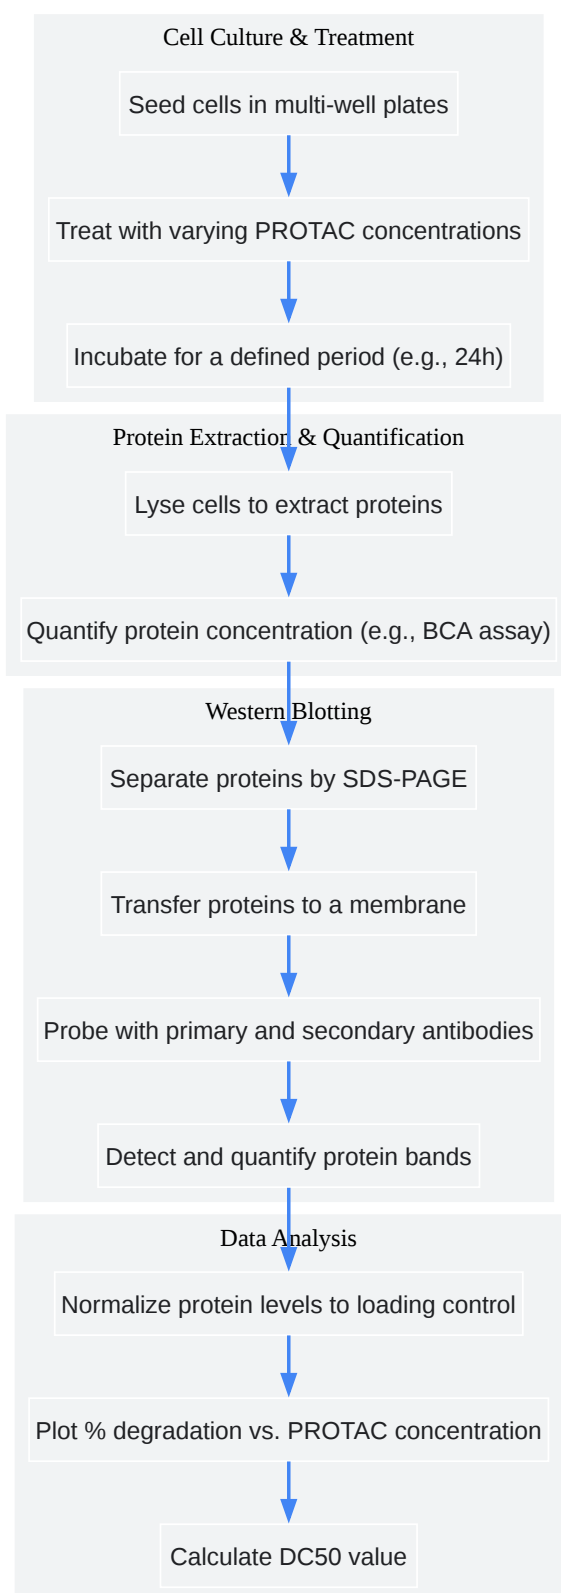 Cell Culture & Treatment
Seed cells in multi-well plates
Treat with varying PROTAC concentrations
Incubate for a defined period (e.g., 24h)
Protein Extraction & Quantification
Lyse cells to extract proteins
Quantify protein concentration (e.g., BCA assay)
Western Blotting
Separate proteins by SDS-PAGE
Transfer proteins to a membrane
Probe with primary and secondary antibodies
Detect and quantify protein bands
Data Analysis
Normalize protein levels to loading control
Plot % degradation vs. PROTAC concentration
Calculate DC50 value